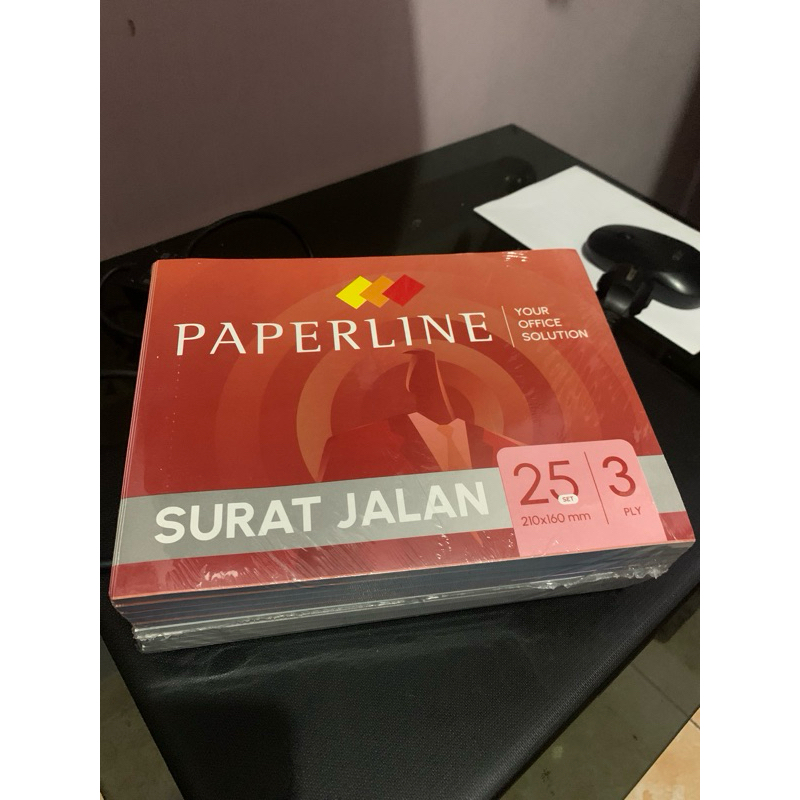 PAPERLINE
YOUR
OFFICE
SOLUTION
SURAT JALAN
25
SET
210x160 mm
3
PLY